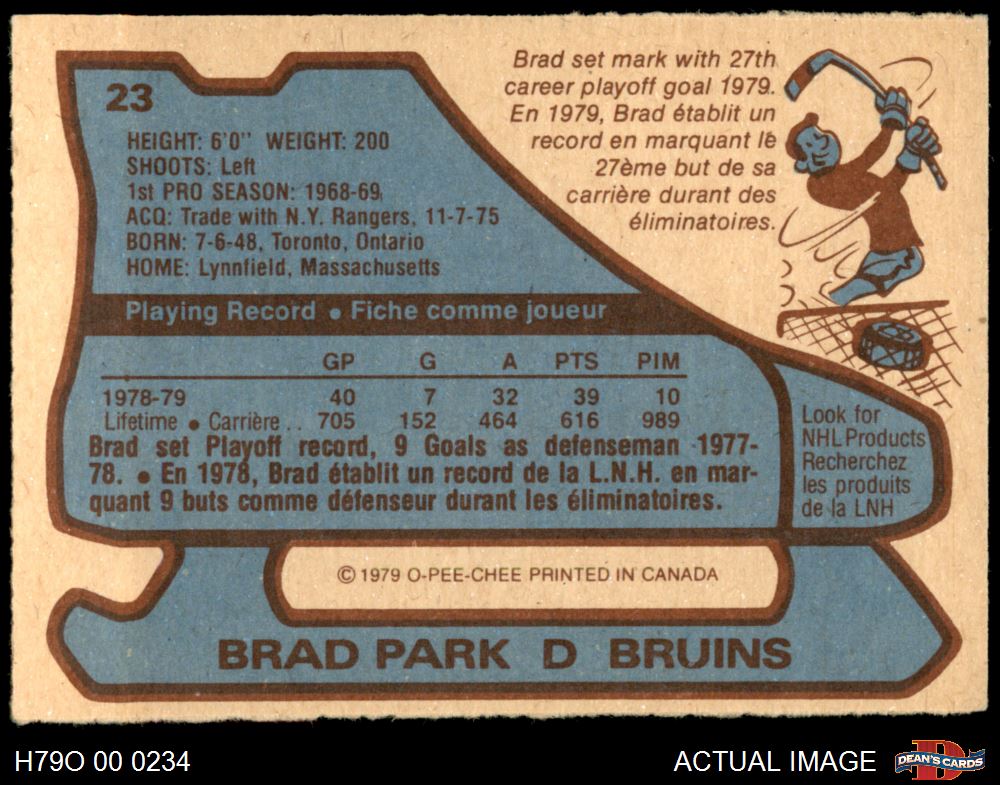 23
HEIGHT: 6'0" WEIGHT: 200
SHOOTS: Left
1st PRO SEASON: 1968-69
ACQ: Trade with N.Y. Rangers, 11-7-75
BORN: 7-6-48, Toronto, Ontario
HOME: Lynnfield, Massachusetts
Brad set mark with 27th
career playoff goal 1979.
En 1979, Brad établit un
record en marquant le
27ème but de sa
carrière durant des
éliminatoires.
Playing Record • Fiche comme joueur
GP G A PTS PIM
1978-79 40 7 32 39 10
Lifetime • Carrière .. 705 152 464 616 989
Brad set Playoff record, 9 Goals as defenseman 1977-
78. • En 1978, Brad établit un record de la L.N.H. en mar-
quant 9 buts comme défenseur durant les éliminatoires.
Look for
NHL Products
Recherchez
les produits
de la LNH
© 1979 O-PEE-CHEE PRINTED IN CANADA
BRAD PARK D BRUINS
H79O 00 0234
ACTUAL IMAGE
DEAN'S CARDS